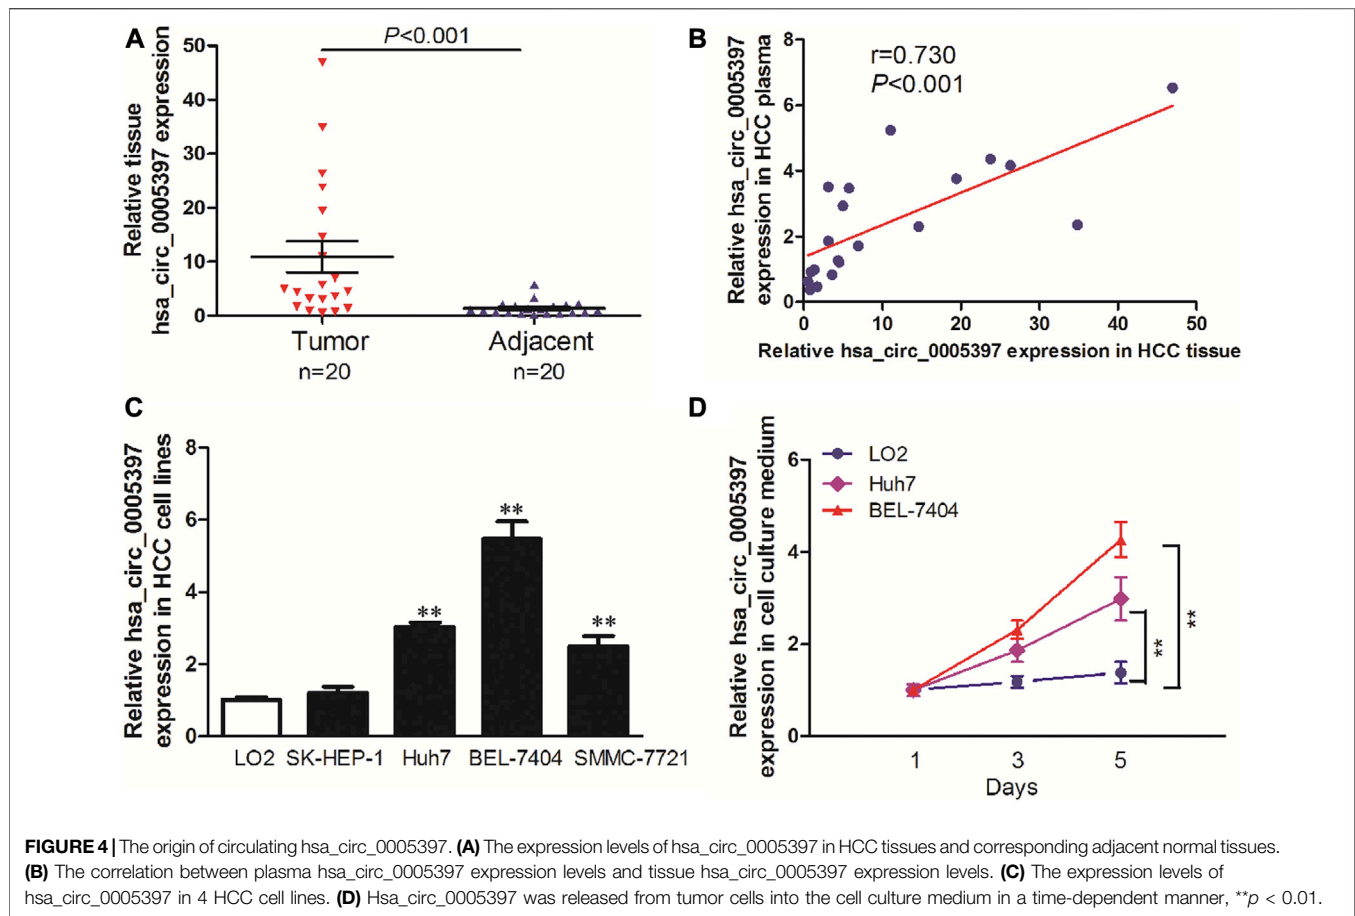 A
P<0.001
Relative tissue
hsa_circ_0005397 expression
50
40
30
20
10
0
Tumor
Adjacent
n=20
n=20
B
r=0.730
P<0.001
Relative hsa_circ_0005397
expression in HCC plasma
8
6
4
2
0
0 10 20 30 40 50
Relative hsa_circ_0005397 expression in HCC tissue
C
Relative hsa_circ_0005397
expression in HCC cell lines
8
6
4
2
0
**
**
**
LO2 SK-HEP-1 Huh7 BEL-7404 SMMC-7721
D
Relative hsa_circ_0005397
expression in cell culture medium
6
4
2
0
LO2
Huh7
BEL-7404
**
**
1 3 5
Days
FIGURE 4 | The origin of circulating hsa_circ_0005397. (A) The expression levels of hsa_circ_0005397 in HCC tissues and corresponding adjacent normal tissues.
(B) The correlation between plasma hsa_circ_0005397 expression levels and tissue hsa_circ_0005397 expression levels. (C) The expression levels of
hsa_circ_0005397 in 4 HCC cell lines. (D) Hsa_circ_0005397 was released from tumor cells into the cell culture medium in a time-dependent manner, **p < 0.01.